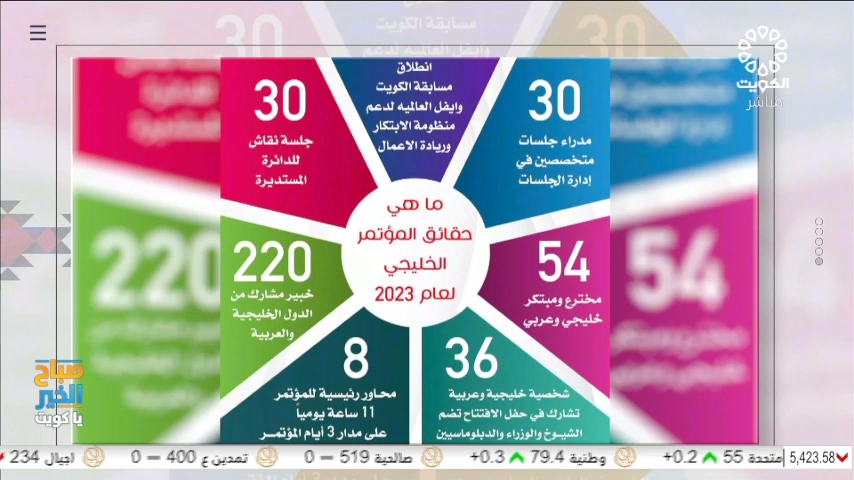 الكويت
مباشر
انطلاق
مسابقة الكويت
وايفل العالميه لدعم
منظومة الابتكار
وريادة الاعمال
30
مدراء جلسات
متخصصين في
إدارة الجلسات
30
جلسة نقاش
للدائرة
المستديرة
ما هي
حقائق المؤتمر
الخليجي
لعام 2023
54
مخترع ومبتكر
خليجي وعربي
220
خبير مشارك من
الدول الخليجية
والعربية
36
شخصية خليجية وعربية
تشارك في حفل الافتتاح تضم
الشيوخ والوزراء والدبلوماسيين
8
محاور رئيسية للمؤتمر
11 ساعة يومياً
على مدار 3 أيام المؤتمر
صباح
الخير
يا كويت
5,423.58 متحدة 55 0.2+ وطنية 79.4 0.3+ صالحية 519 – 0 تمدين ع 400 – 0 ابيال 234